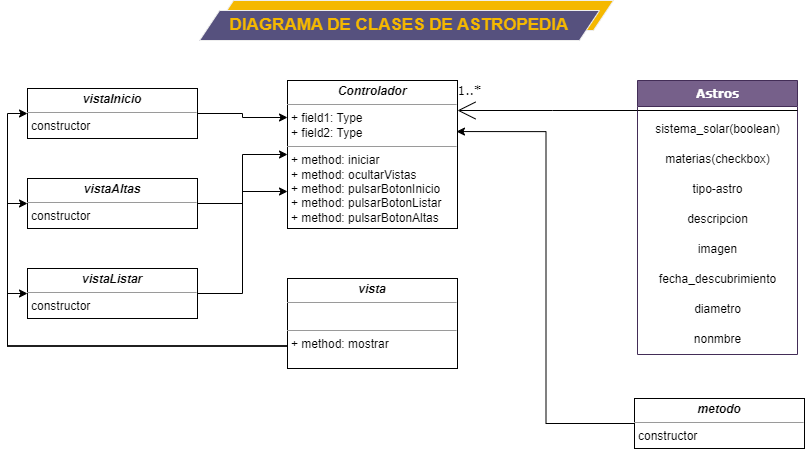 DIAGRAMA DE CLASES DE ASTROPEDIA
vistaInicio
constructor
vistaAltas
constructor
vistaListar
constructor
Controlador
+ field1: Type
+ field2: Type
+ method: iniciar
+ method: ocultarVistas
+ method: pulsarBotonInicio
+ method: pulsarBotonListar
+ method: pulsarBotonAltas
vista
+ method: mostrar
1..*
Astros
sistema_solar(boolean)
materias(checkbox)
tipo-astro
descripcion
imagen
fecha_descubrimiento
diametro
nonmbre
metodo
constructor